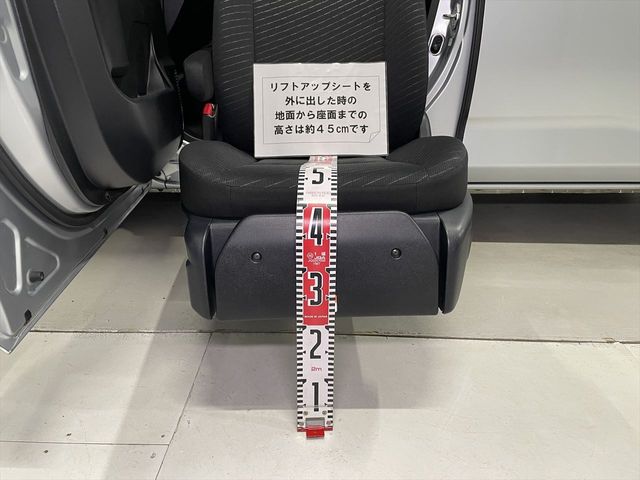 リフトアップシートを
外に出した時の
地面から座面までの
高さは約45cmです
5
4
3
2
2m
1